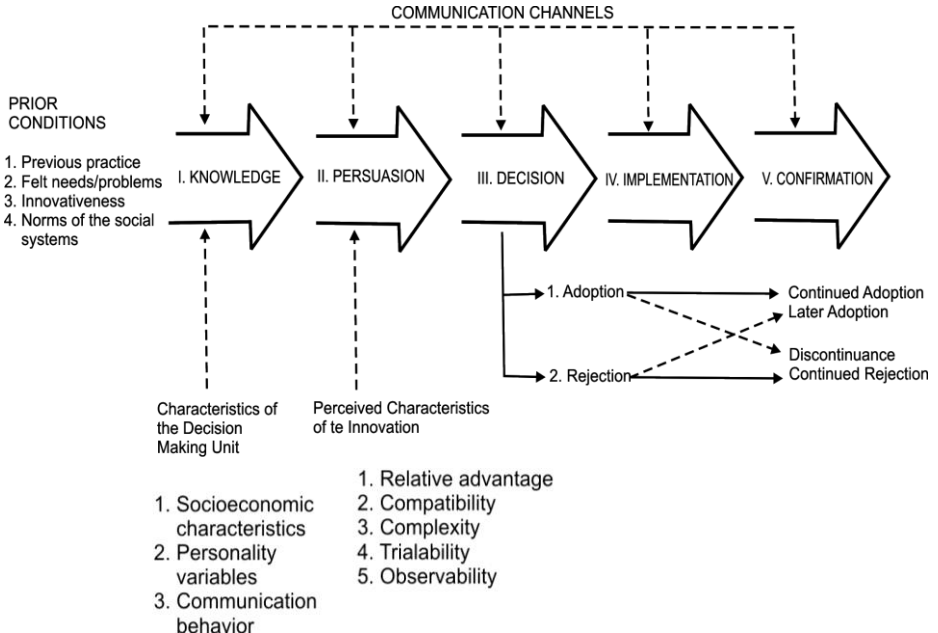 COMMUNICATION CHANNELS
PRIOR
CONDITIONS
1. Previous practice
2. Felt needs/problems
3. Innovativeness
4. Norms of the social
systems
I. KNOWLEDGE
II. PERSUASION
III. DECISION
IV. IMPLEMENTATION
V. CONFIRMATION
1. Adoption
2. Rejection
Continued Adoption
Later Adoption
Discontinuance
Continued Rejection
Characteristics of
the Decision
Making Unit
Perceived Characteristics
of te Innovation
1. Socioeconomic
characteristics
2. Personality
variables
3. Communication
behavior
1. Relative advantage
2. Compatibility
3. Complexity
4. Trialability
5. Observability